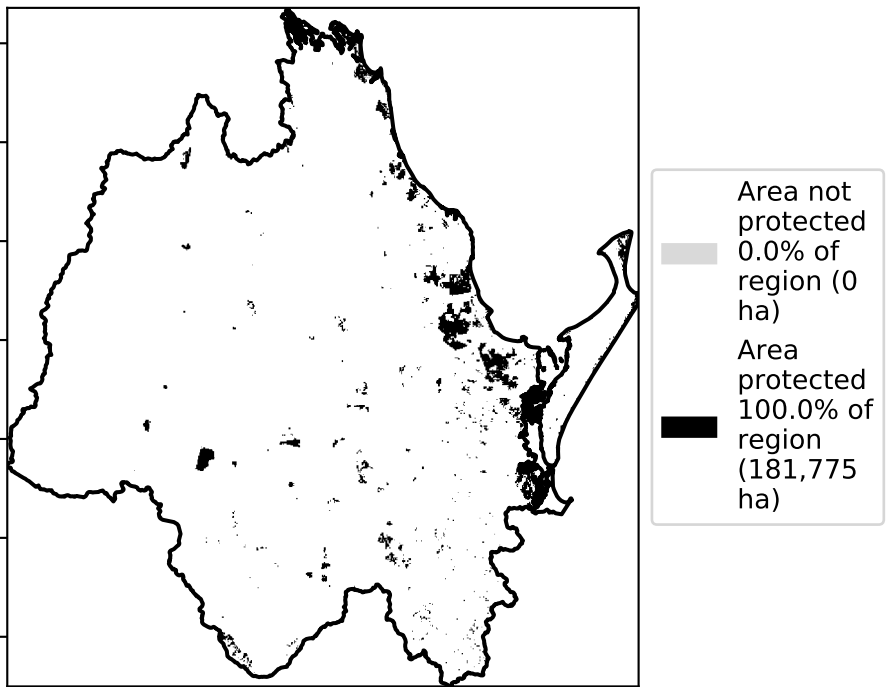 Area not
protected
0.0% of
region (0
ha)
Area
protected
100.0% of
region
(181,775
ha)